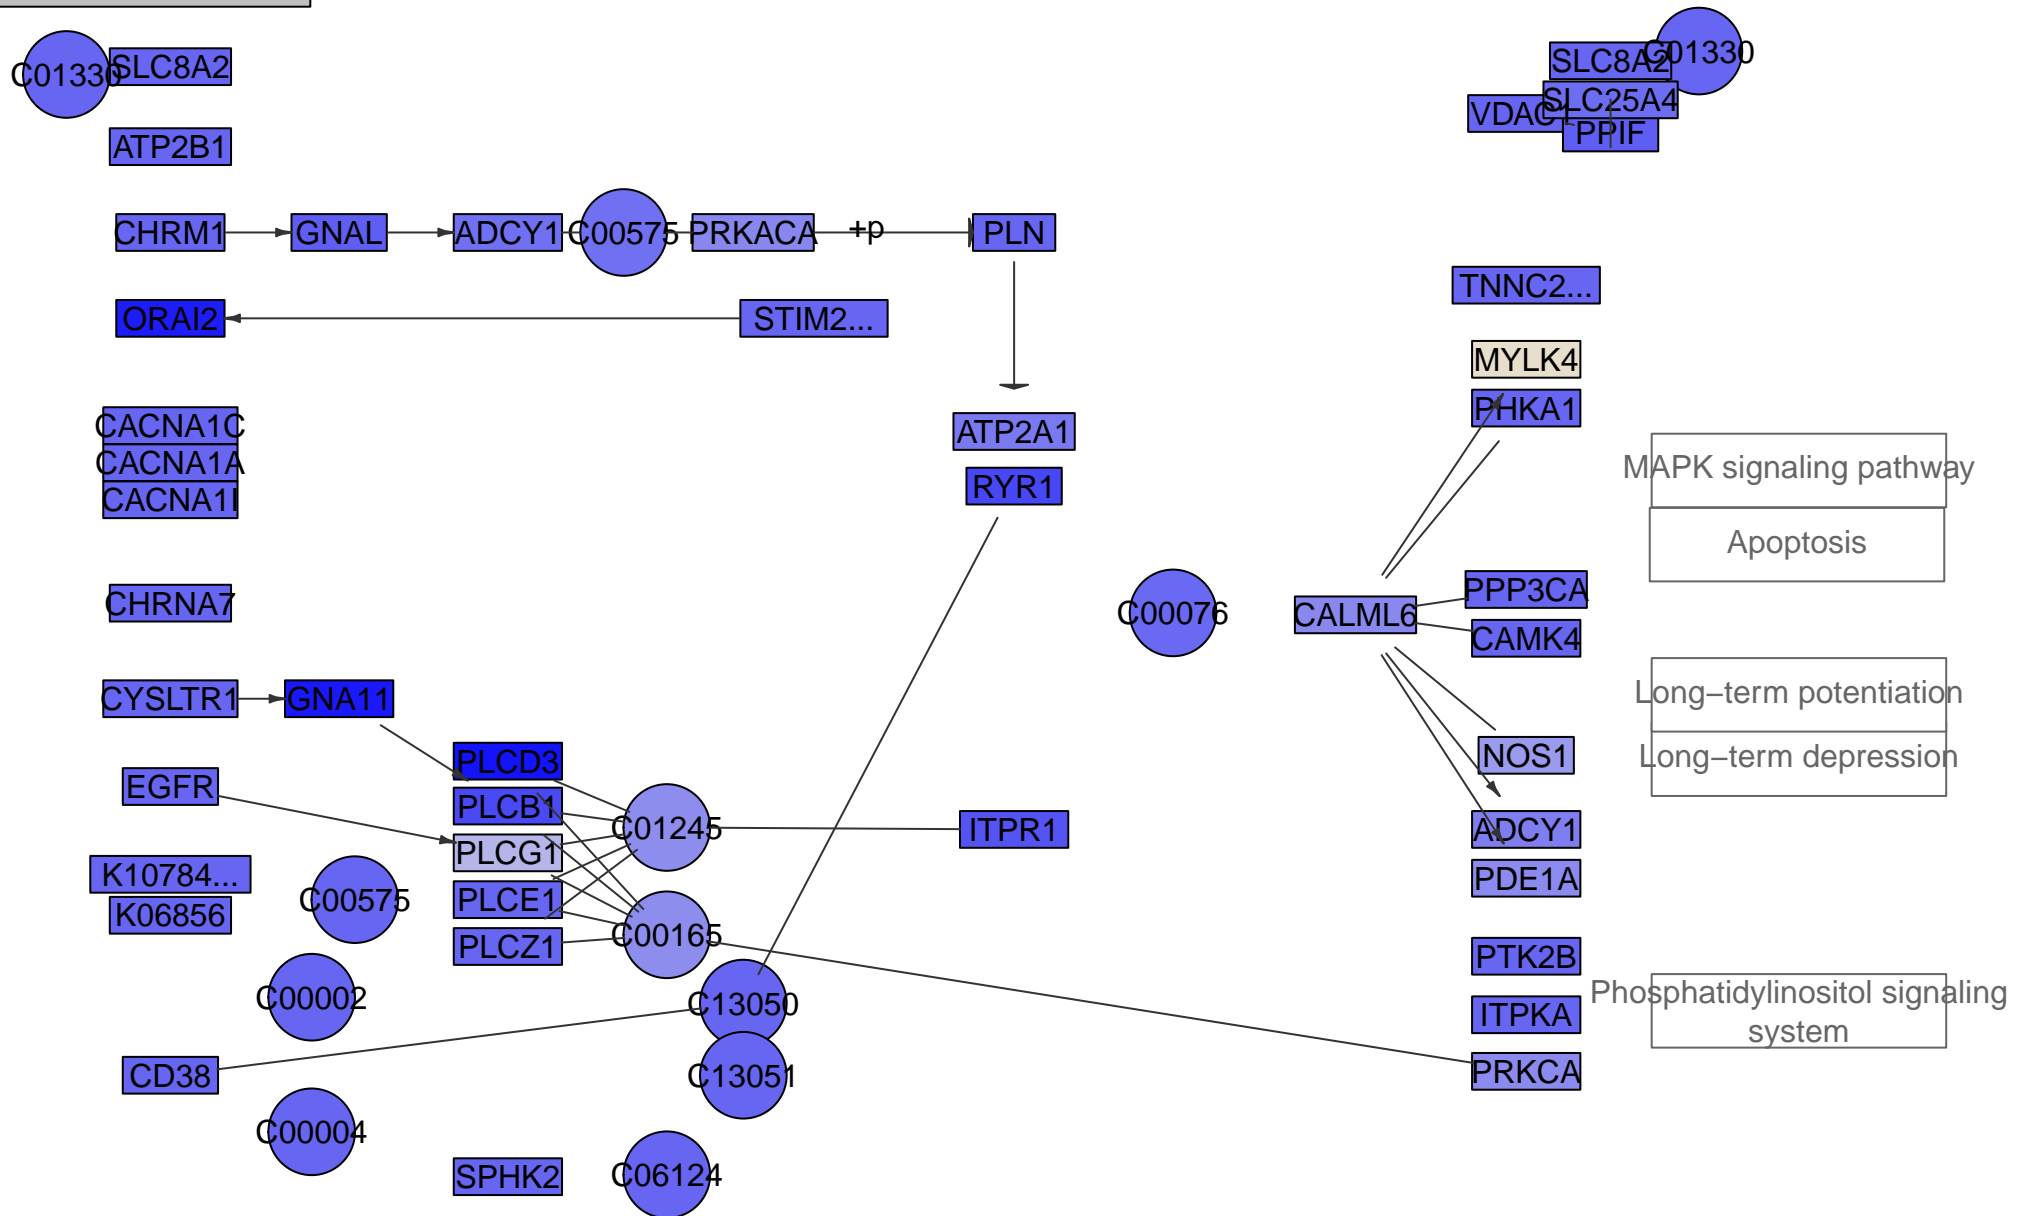 C01330
SLC8A2
SLC8A2
C01330
SLC25A4
VDAC1
PPIF
ATP2B1
CHRM1
GNAL
ADCY1
C00575
PRKACA
+p
PLN
TNNC2...
ORAI2
STIM2...
MYLK4
PHKA1
CACNA1C
CACNA1A
CACNA1I
ATP2A1
RYR1
MAPK signaling pathway
Apoptosis
CHRNA7
C00076
CALML6
PPP3CA
CAMK4
CYSLTR1
GNA11
Long−term potentiation
Long−term depression
NOS1
PLCD3
EGFR
PLCB1
C01245
ITPR1
ADCY1
PLCG1
K10784...
PDE1A
K06856
C00575
PLCE1
PLCZ1
C00165
PTK2B
C00002
C13050
ITPKA
Phosphatidylinositol signaling
system
CD38
C13051
PRKCA
C00004
SPHK2
C06124